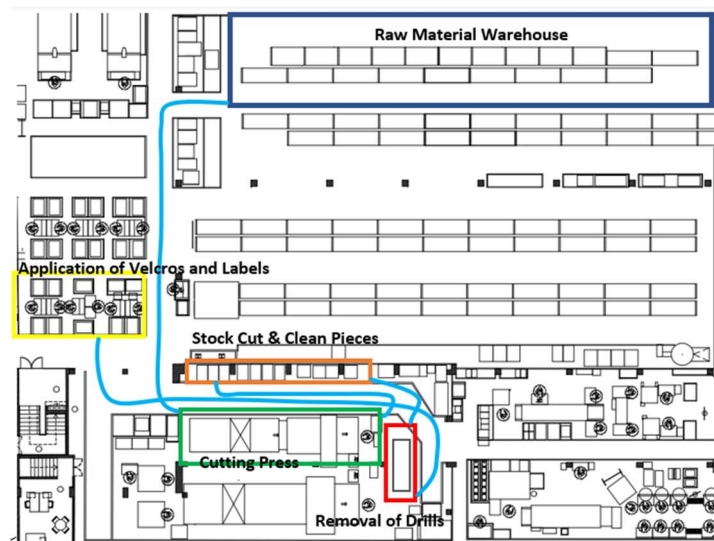 Raw Material Warehouse
Application of Velcros and Labels
Stock Cut & Clean Pieces
Cutting Press
Removal of Drills